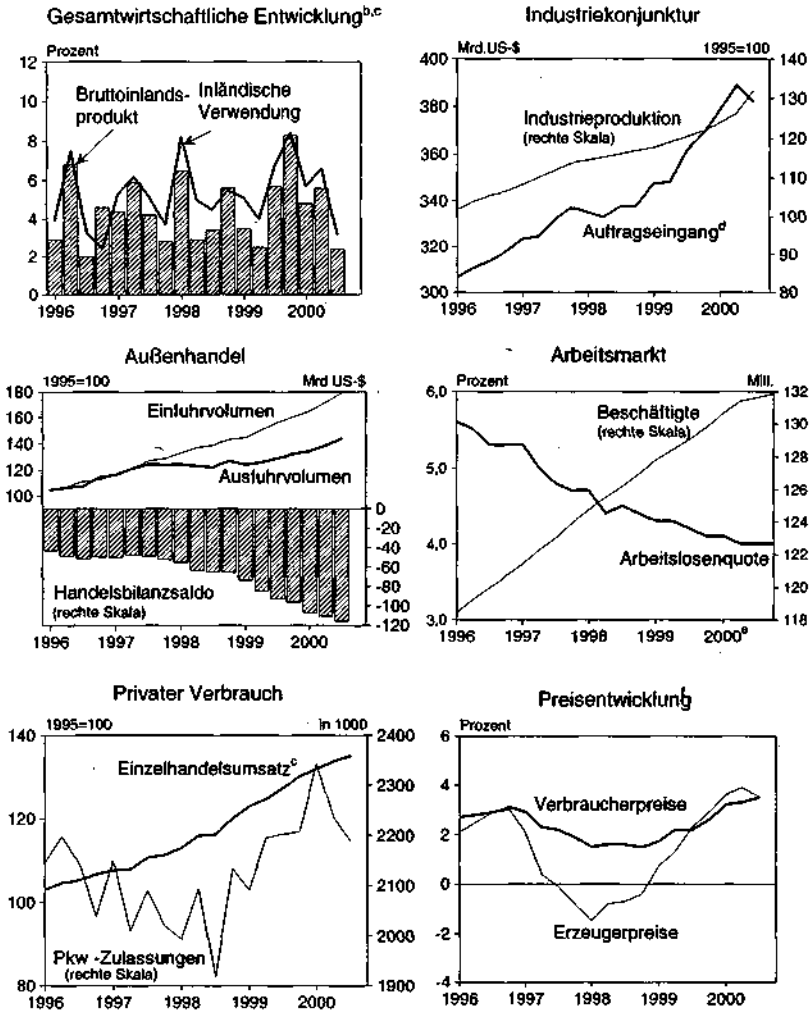 Gesamtwirtschaftliche Entwicklungb,c
Prozent
12
10
8
6
4
2
0
Bruttoinlands-
produkt
Inländische
Verwendung
1996 1997 1998 1999 2000
Industriekonjunktur
Mrd.US-$ 1995=100
400
380
360
340
320
300
140
130
120
110
100
90
80
Industrieproduktion
(rechte Skala)
Auftragseingangd
1996 1997 1998 1999 2000
Außenhandel
1995=100 Mrd US-$
180
160
140
120
100
0
-20
-40
-60
-80
-100
-120
Einfuhrvolumen
Ausfuhrvolumen
Handelsbilanzsaldo
(rechte Skala)
1996 1997 1998 1999 2000
Arbeitsmarkt
Prozent Mill.
6,0
5,0
4,0
3,0
132
130
128
125
124
123
120
118
Beschäftigte
(rechte Skala)
Arbeitslosenquote
1996 1997 1998 1999 2000e
Privater Verbrauch
1995=100 in 1000
140
120
100
80
2400
2300
2200
2100
2000
1900
Einzelhandelsumsatzc
Pkw -Zulassungen
(rechte Skala)
1996 1997 1998 1999 2000
Preisentwicklungb
Prozent
6
4
2
0
-2
-4
Verbraucherpreise
Erzeugerpreise
1996 1997 1998 1999 2000